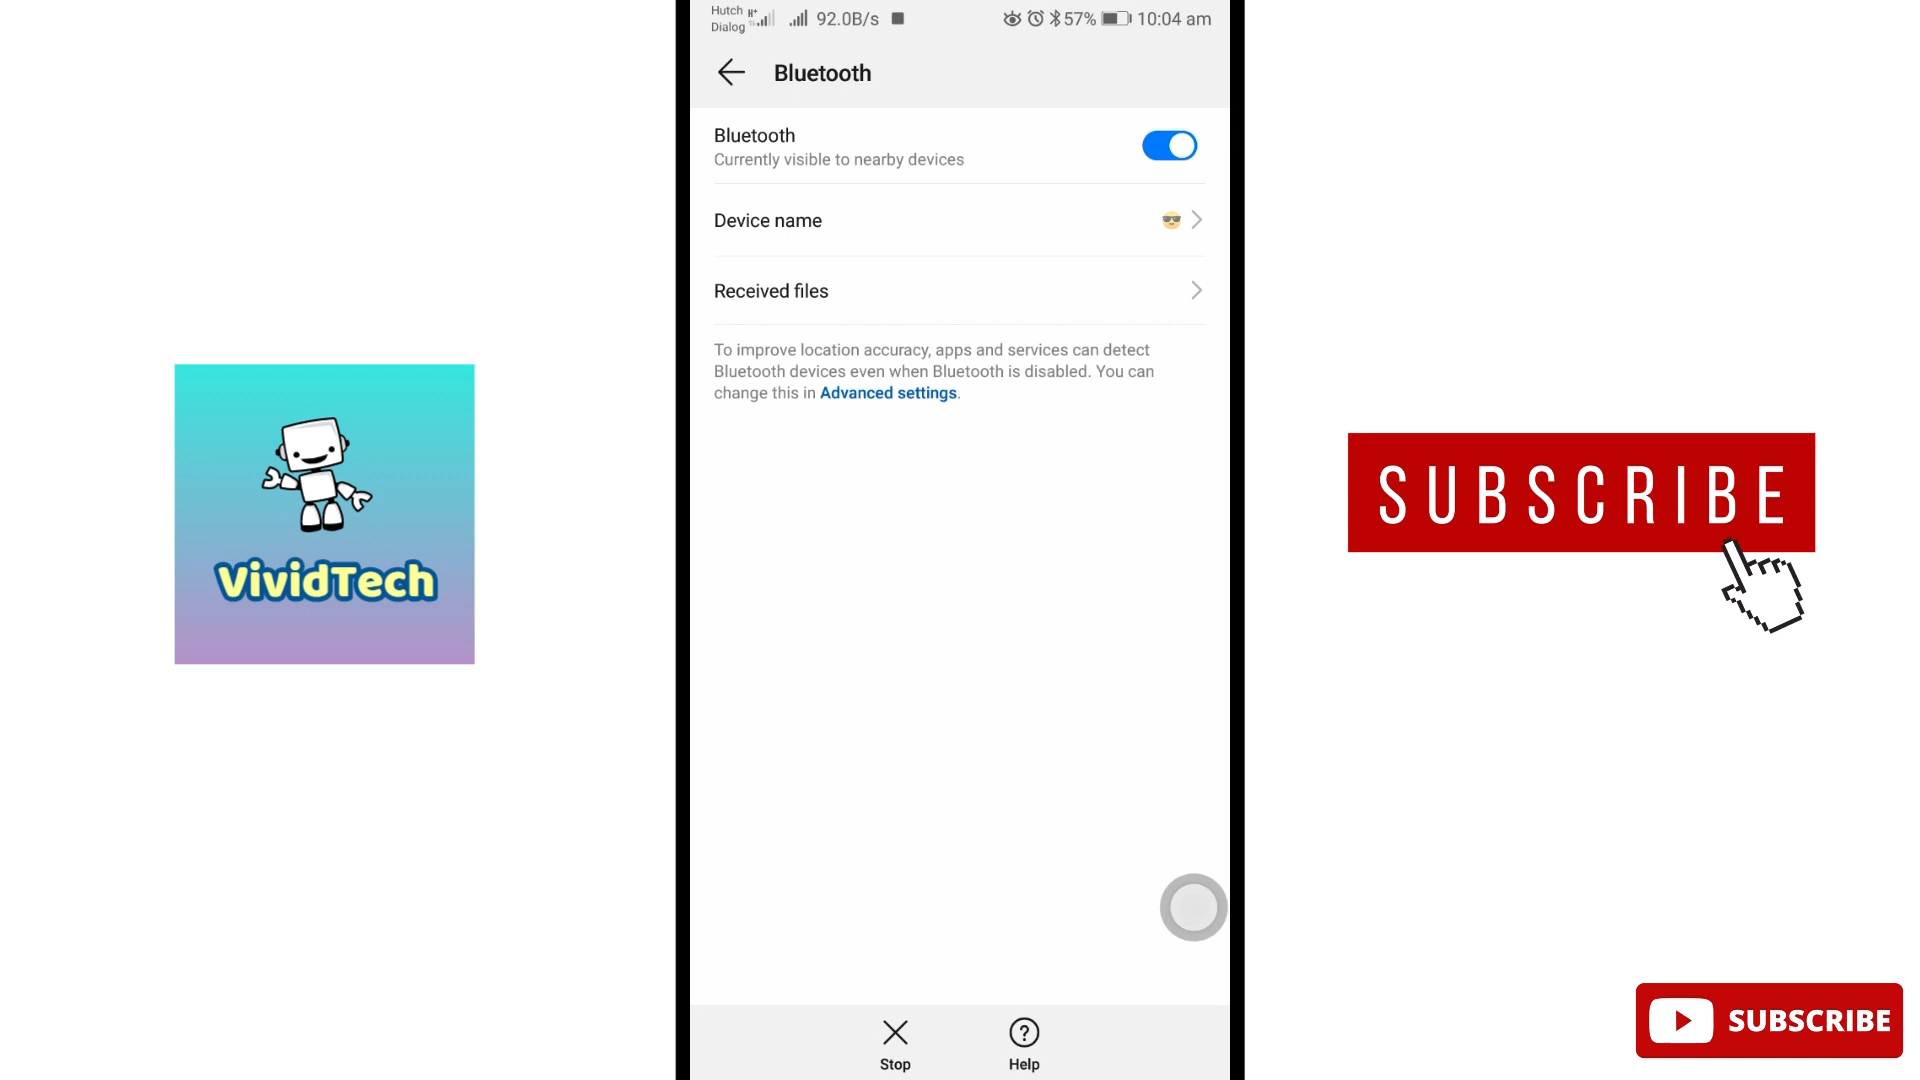 Hutch
Dialog
92.0B/s
57%
10:04 am
Bluetooth
Bluetooth
Currently visible to nearby devices
Device name
Received files
To improve location accuracy, apps and services can detect
Bluetooth devices even when Bluetooth is disabled. You can
change this in Advanced settings.
Stop
Help
VividTech
SUBSCRIBE
SUBSCRIBE